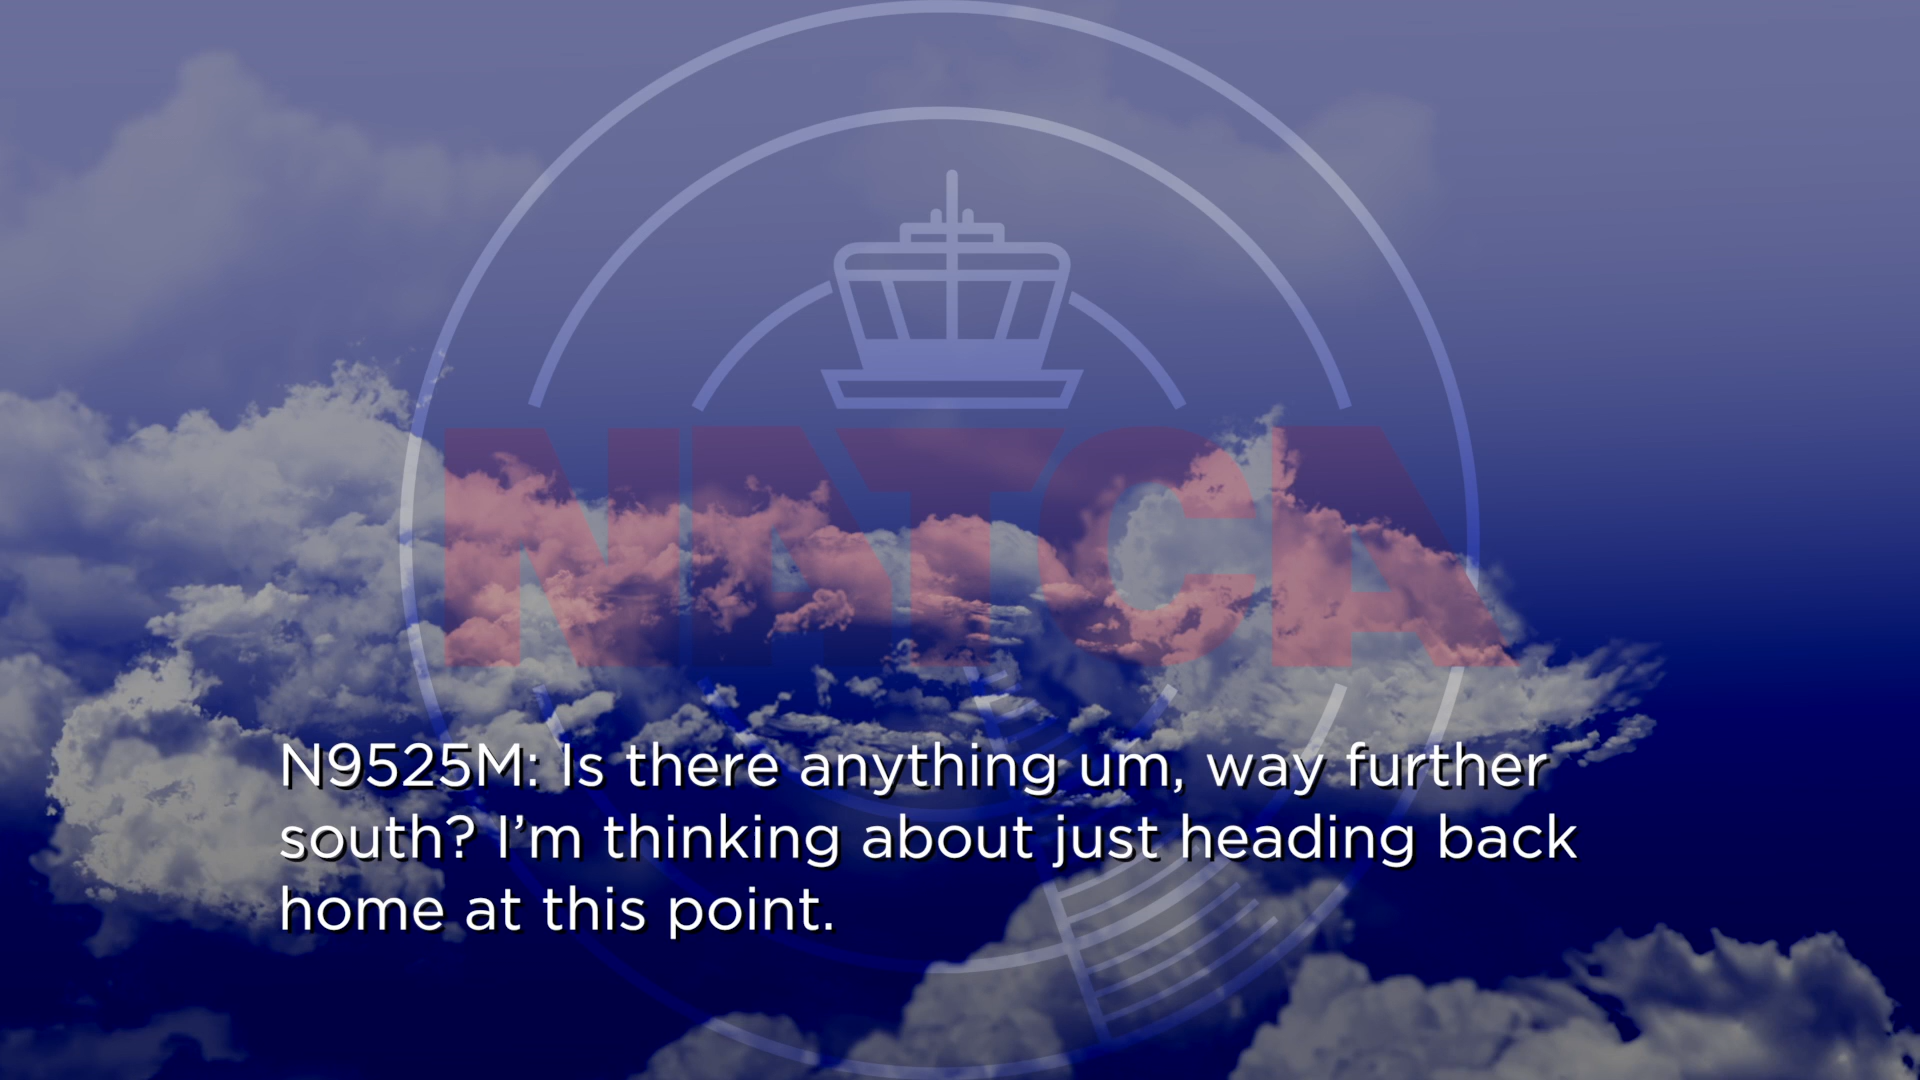 NATCA
N9525M: Is there anything um, way further
south? I’m thinking about just heading back
home at this point.